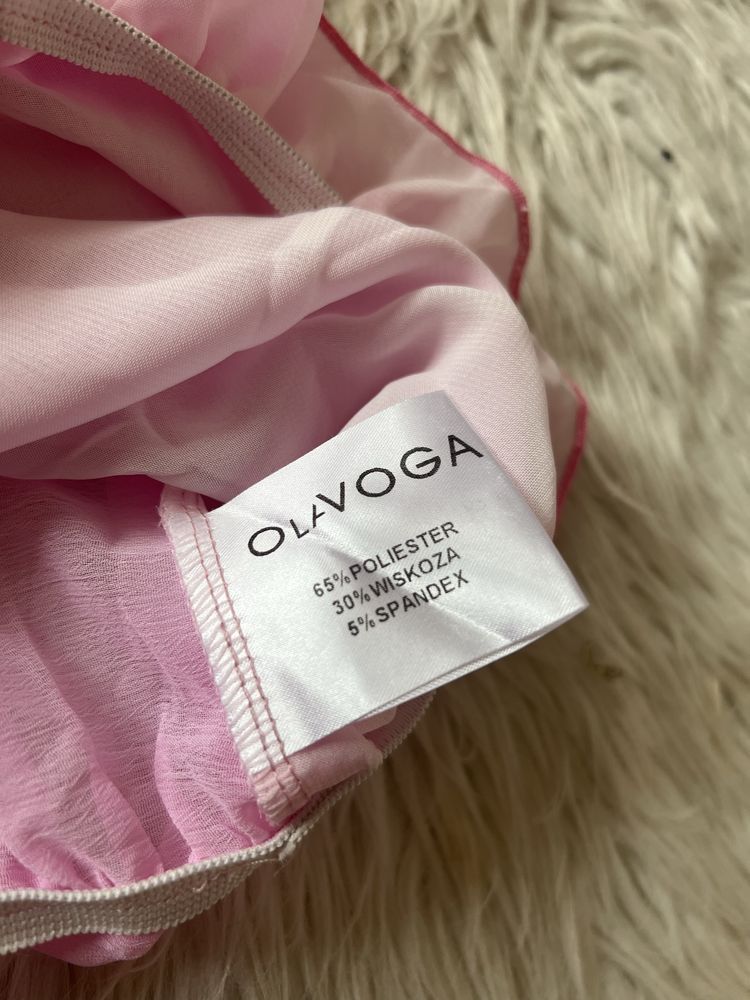 OLAVOGA
65% POLIESTER
30% WISKOZA
5% SPANDEX